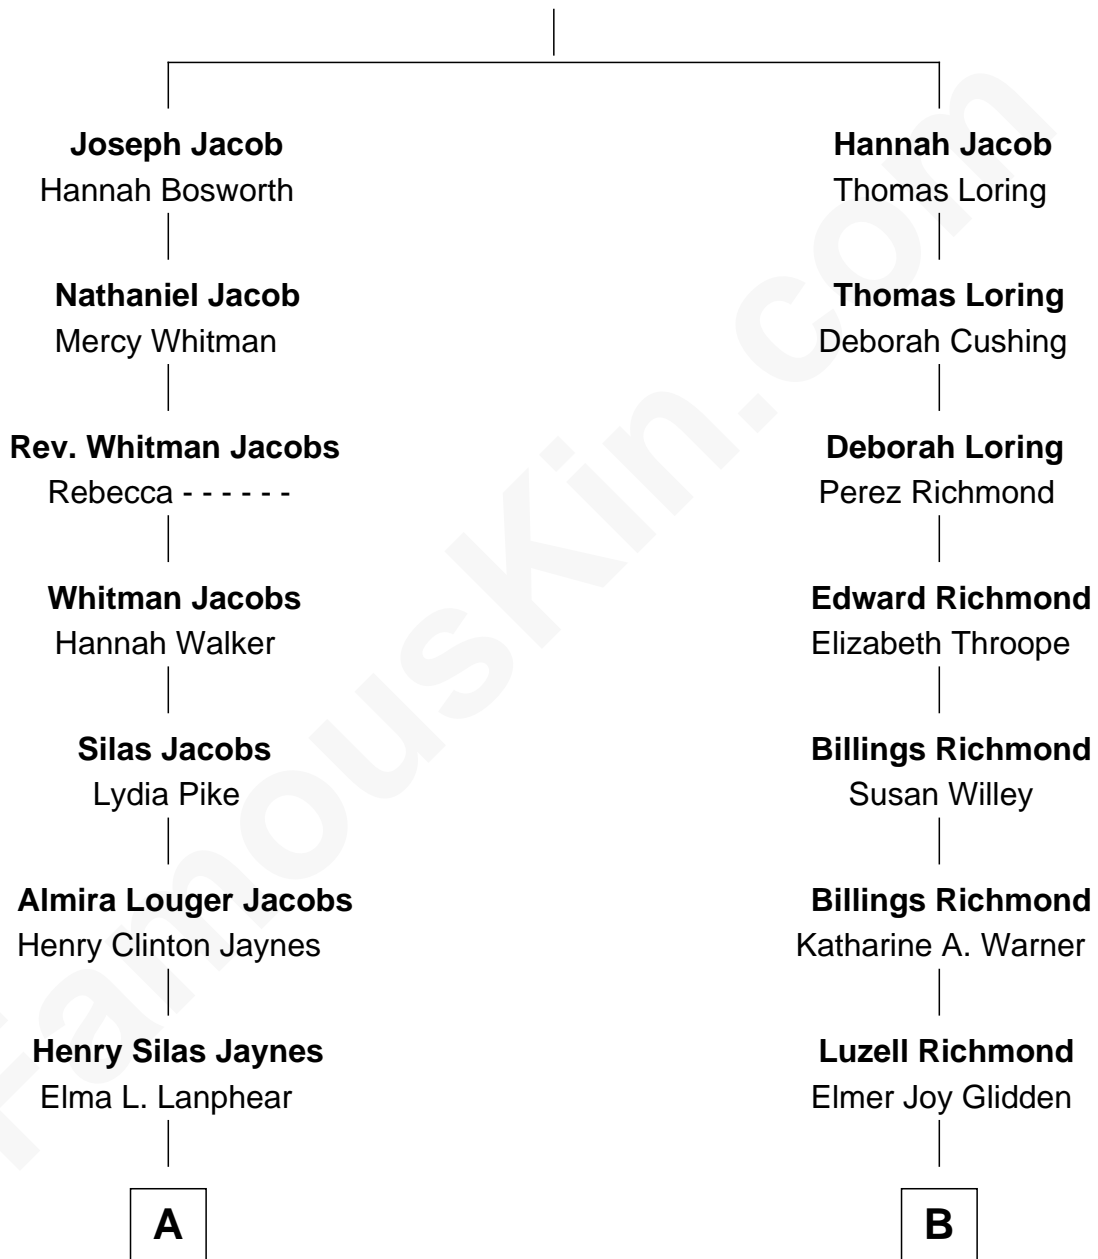 Joseph Jacob
Hannah Bosworth
Nathaniel Jacob
Mercy Whitman
Rev. Whitman Jacobs
Rebecca - - - - - -
Whitman Jacobs
Hannah Walker
Silas Jacobs
Lydia Pike
Almira Louger Jacobs
Henry Clinton Jaynes
Henry Silas Jaynes
Elma L. Lanphear
A
Hannah Jacob
Thomas Loring
Thomas Loring
Deborah Cushing
Deborah Loring
Perez Richmond
Edward Richmond
Elizabeth Throope
Billings Richmond
Susan Willey
Billings Richmond
Katharine A. Warner
Luzell Richmond
Elmer Joy Glidden
B
FamousKin.com